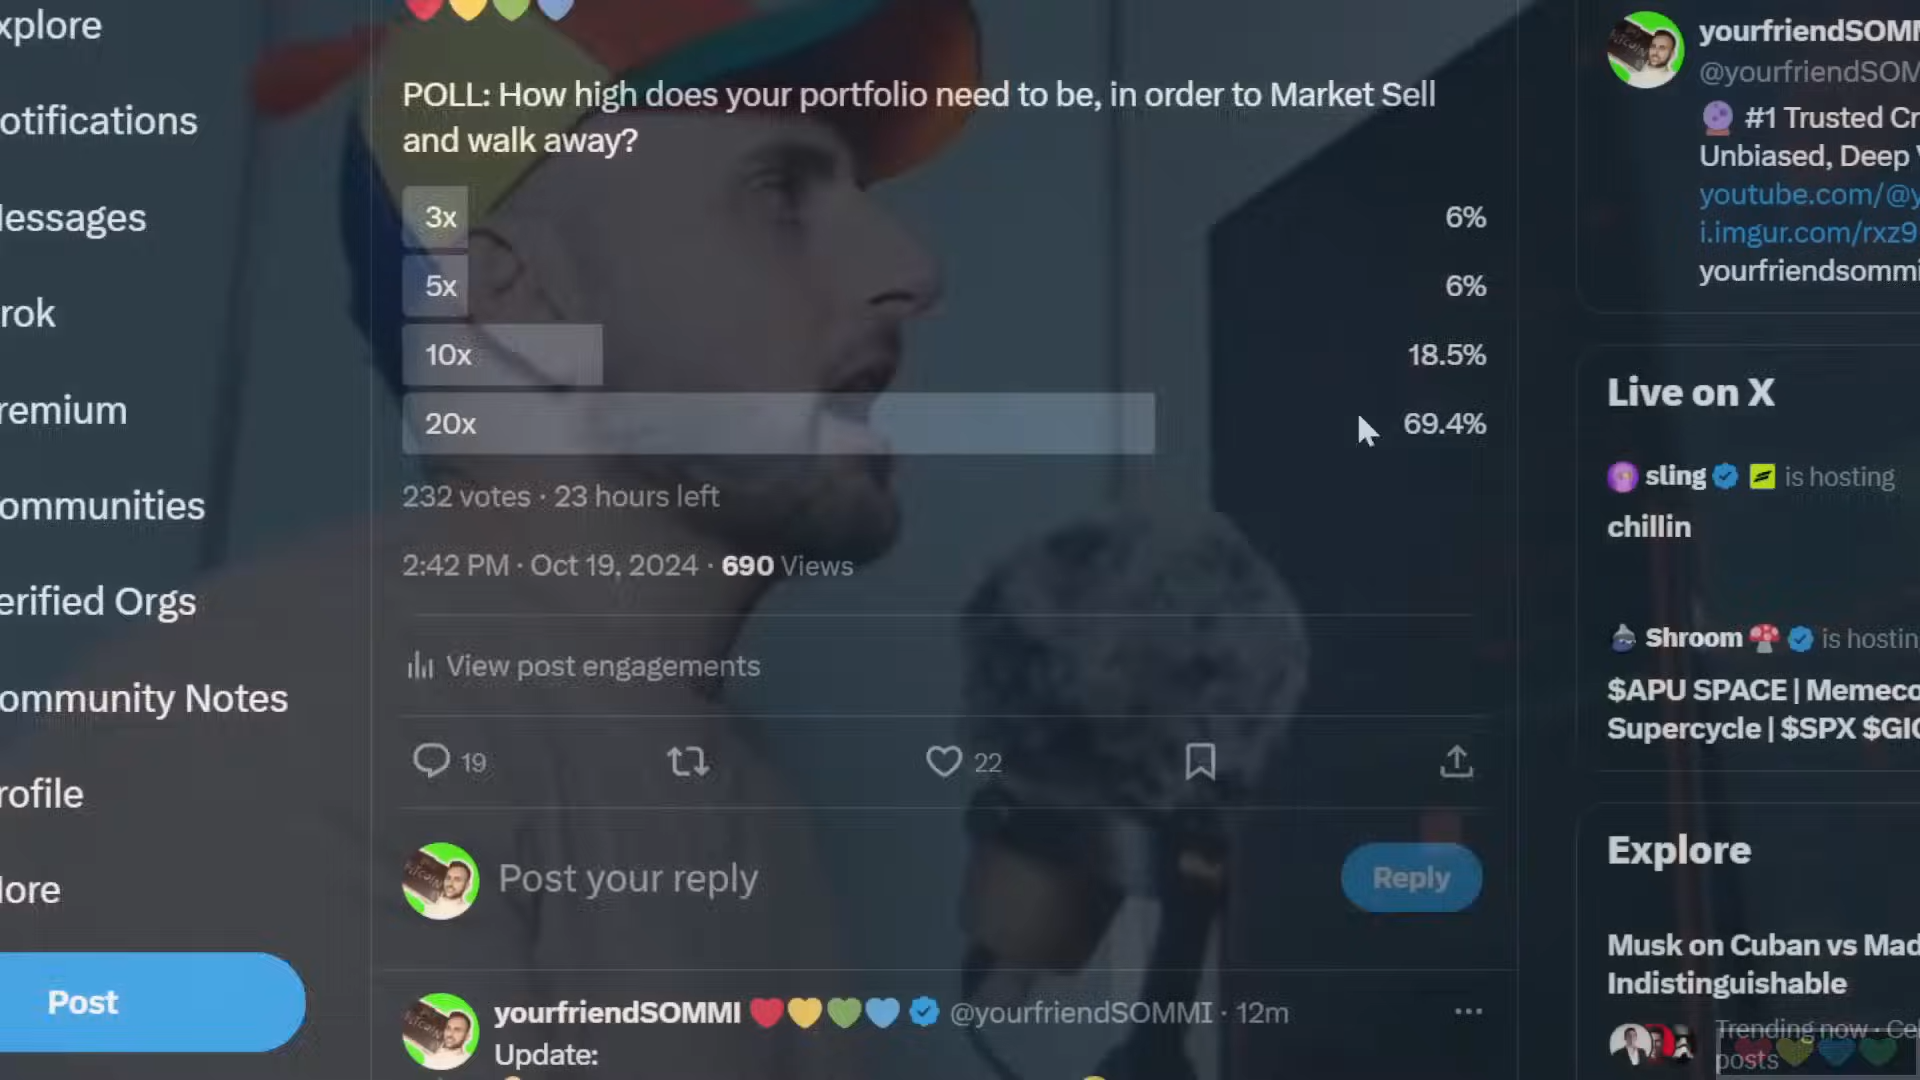 xplore
otifications
essages
rok
remium
ommunities
erified Orgs
ommunity Notes
rofile
ore
Post
POLL: How high does your portfolio need to be, in order to Market Sell
and walk away?
3x 6%
5x 6%
10x 18.5%
20x 69.4%
232 votes · 23 hours left
2:42 PM · Oct 19, 2024 · 690 Views
View post engagements
19 22
Post your reply
Reply
yourfriendSOMMI @yourfriendSOMMI · 12m ...
Update:
yourfriendSOMM
@yourfriendSOM
#1 Trusted Cr
Unbiased, Deep
youtube.com/@y
i.imgur.com/rxz9
yourfriendsommi
Live on X
sling is hosting
chillin
Shroom is hostin
$APU SPACE | Memeco
Supercycle | $SPX $GIG
Explore
Musk on Cuban vs Mad
Indistinguishable
Trending now · Ce
posts